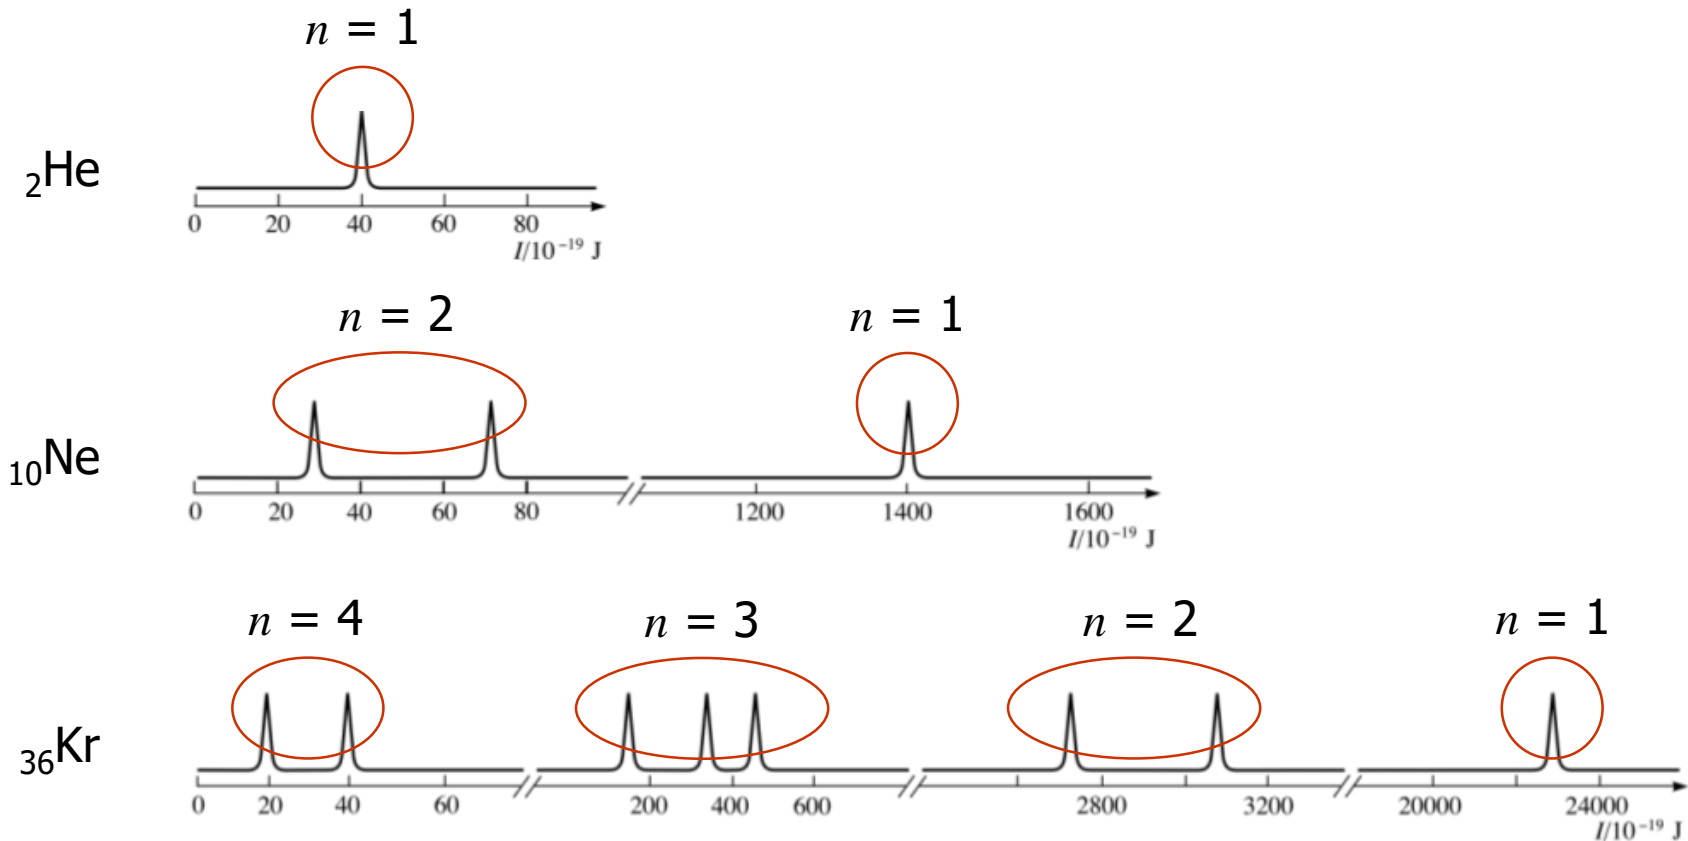 n = 1
₂He
0 20 40 60 80
I/10⁻¹⁹ J
n = 2 n = 1
₁₀Ne
0 20 40 60 80 1200 1400 1600
I/10⁻¹⁹ J
n = 4 n = 3 n = 2 n = 1
₃₆Kr
0 20 40 60 200 400 600 2800 3200 20000 24000
I/10⁻¹⁹ J